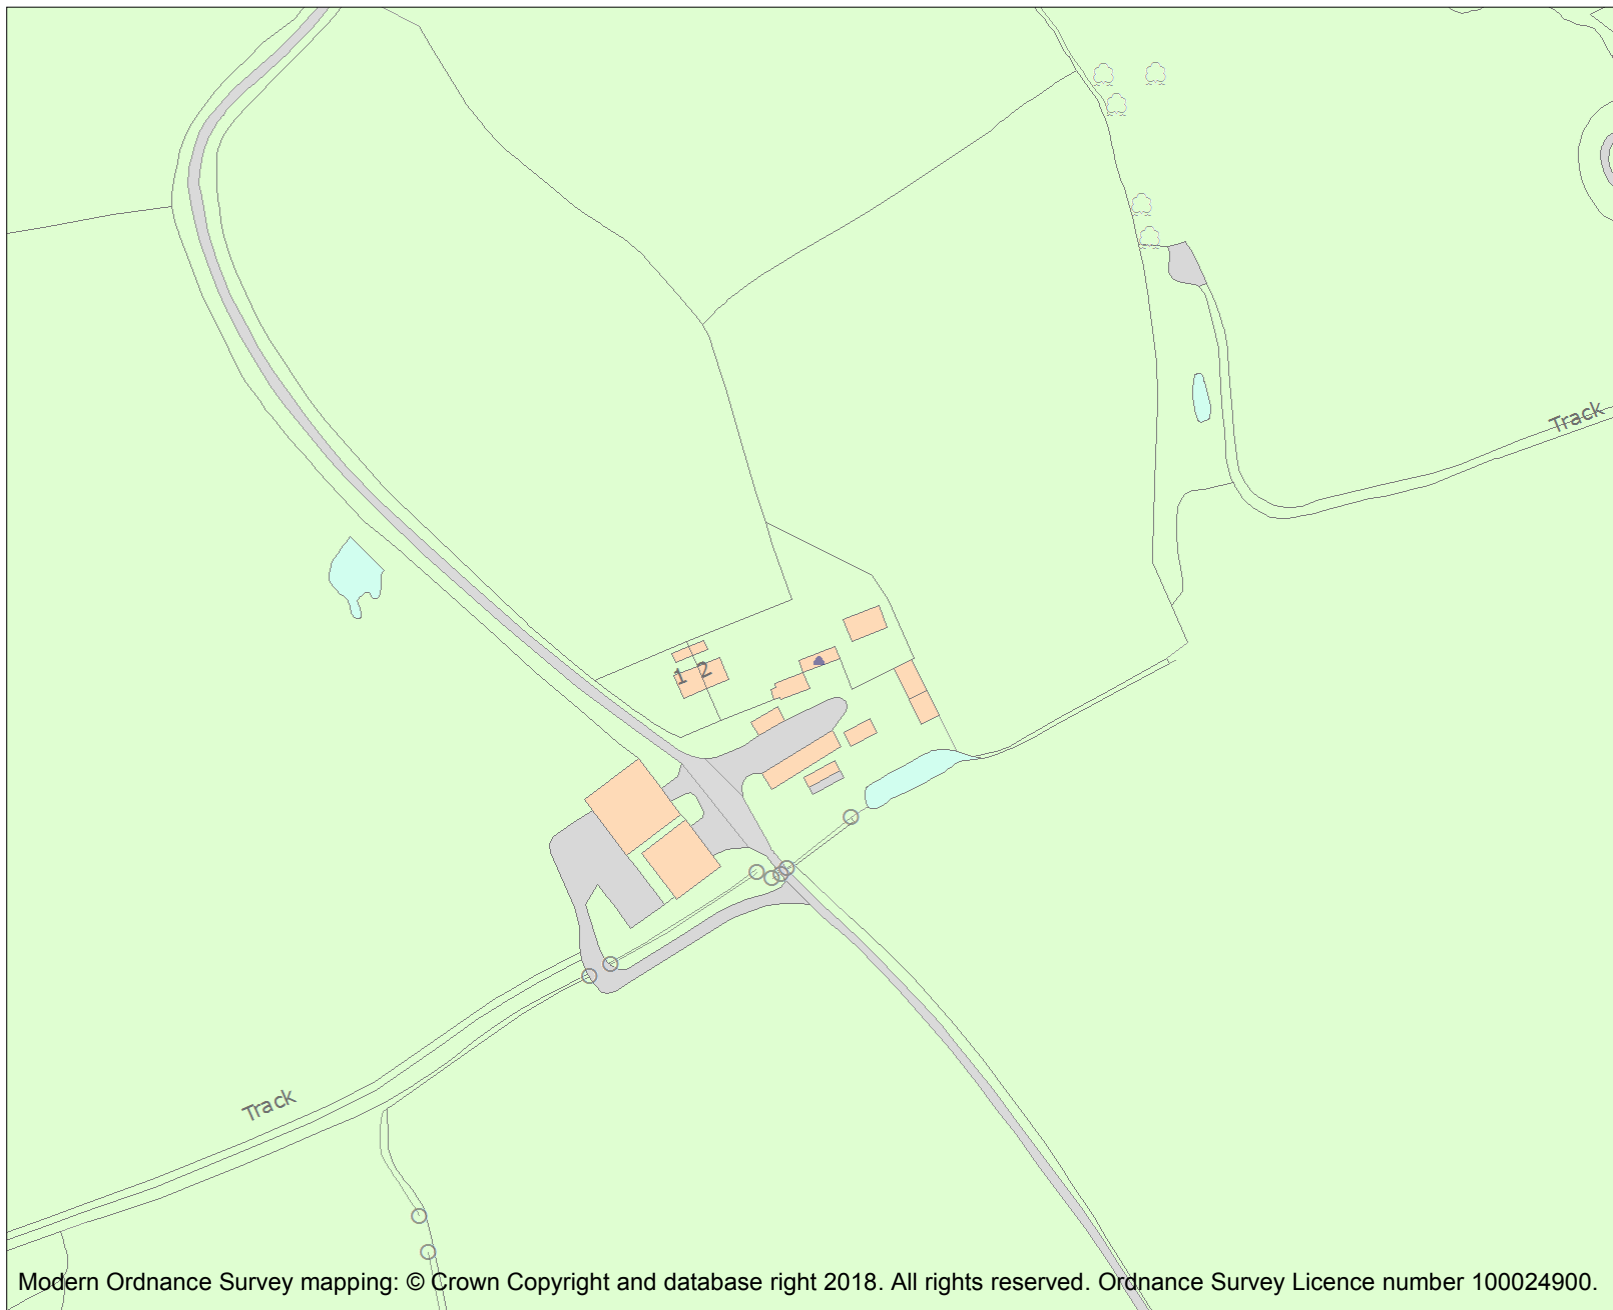 Track
1 2
Track
Modern Ordnance Survey mapping: © Crown Copyright and database right 2018. All rights reserved. Ordnance Survey Licence number 100024900.